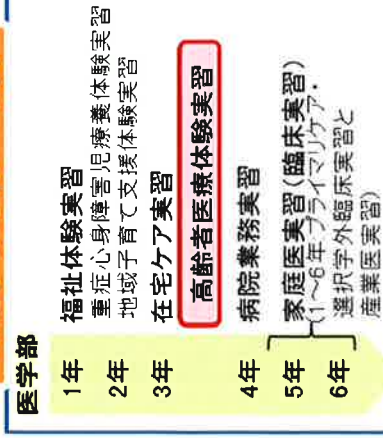 医学部
1年 福祉体験実習
重症心身障害児療養体験実習
2年 地域子育て支援体験実習
3年 在宅ケア実習
高齢者医療体験実習
4年 病院業務実習
5年 家庭医実習(臨床実習)
(1～6年:プライマリケア・
6年 選択学外臨床実習と
産業医実習)